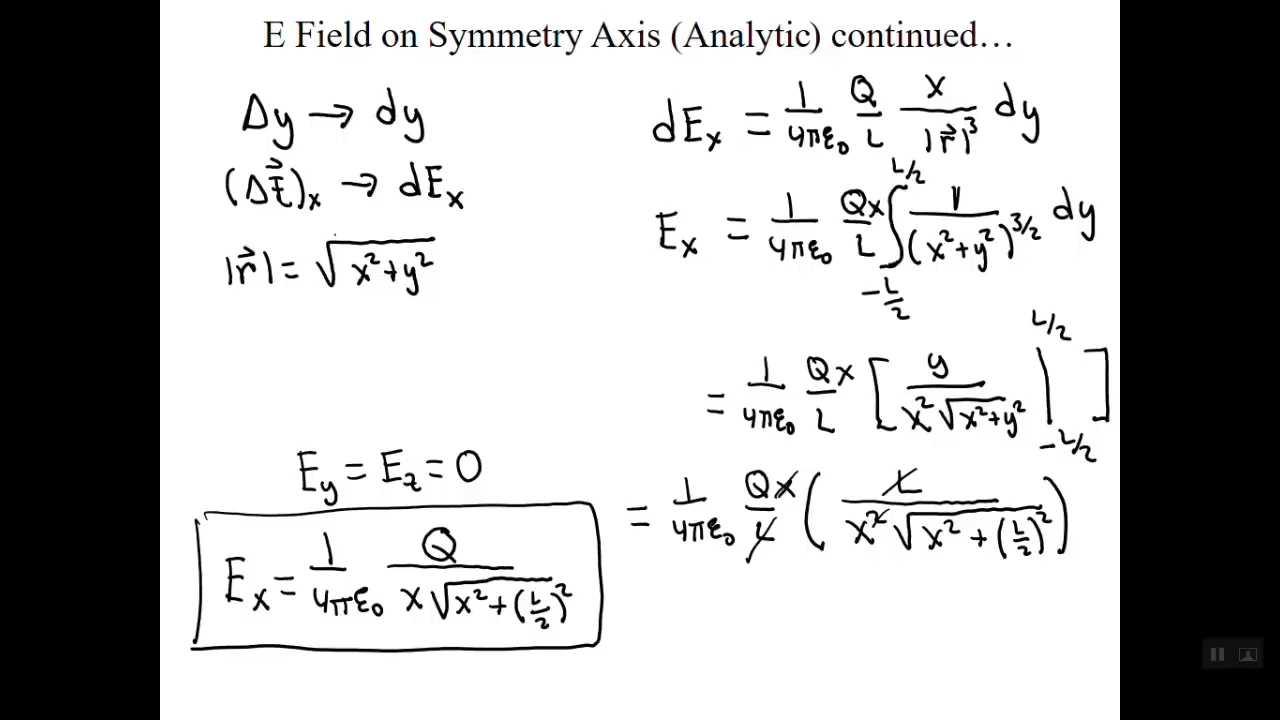 E Field on Symmetry Axis (Analytic) continued…
Δy → dy
(ΔE⃗)ₓ → dEₓ
|r⃗| = √(x² + y²)
E_y = E_z = 0
Eₓ = 1/(4πε₀) Q/(x√(x² + (L/2)²))
dEₓ = 1/(4πε₀) Q/L x/|r⃗|³ dy
Eₓ = 1/(4πε₀) Qx/L ∫_{-L/2}^{L/2} 1/(x² + y²)^{3/2} dy
= 1/(4πε₀) Qx/L [ y/(x²√(x² + y²)) |_{-L/2}^{L/2} ]
= 1/(4πε₀) Qx/L ( L/(x²√(x² + (L/2)²)) )